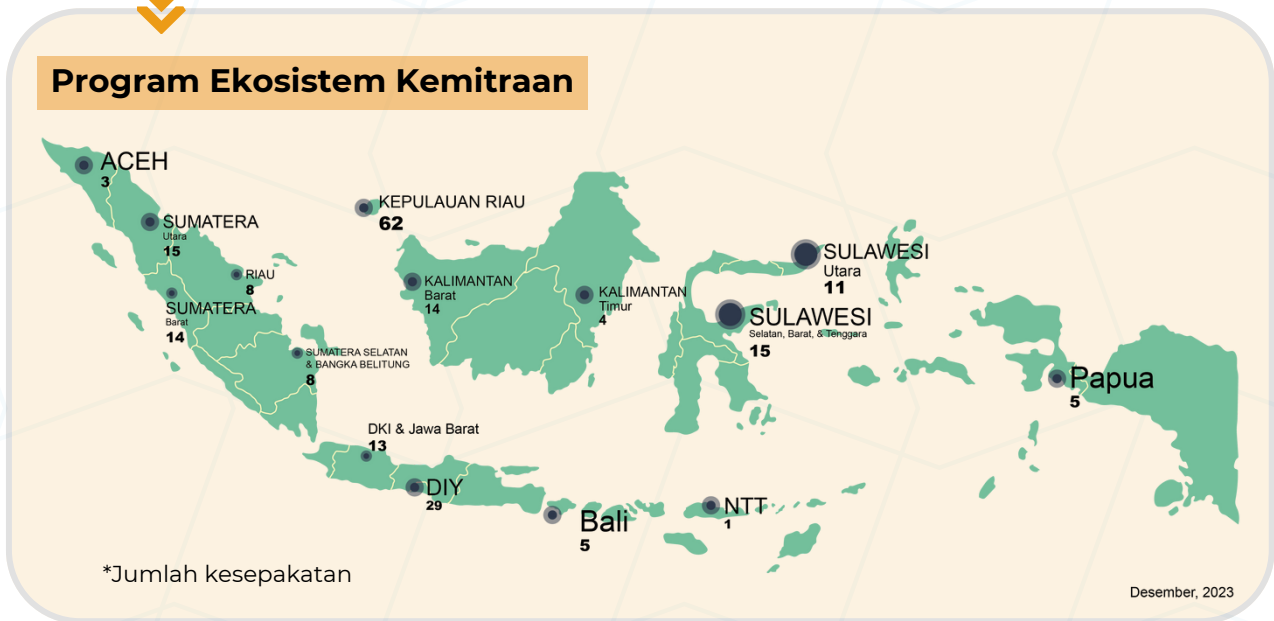 Program Ekosistem Kemitraan
ACEH
3
SUMATERA
Utara
15
RIAU
8
SUMATERA
Barat
14
SUMATERA SELATAN
& BANGKA BELITUNG
8
KEPULAUAN RIAU
62
KALIMANTAN
Barat
14
KALIMANTAN
Timur
4
SULAWESI
Utara
11
SULAWESI
Selatan, Barat, & Tenggara
15
Papua
5
DKI & Jawa Barat
13
DIY
29
Bali
5
NTT
1
*Jumlah kesepakatan
Desember, 2023